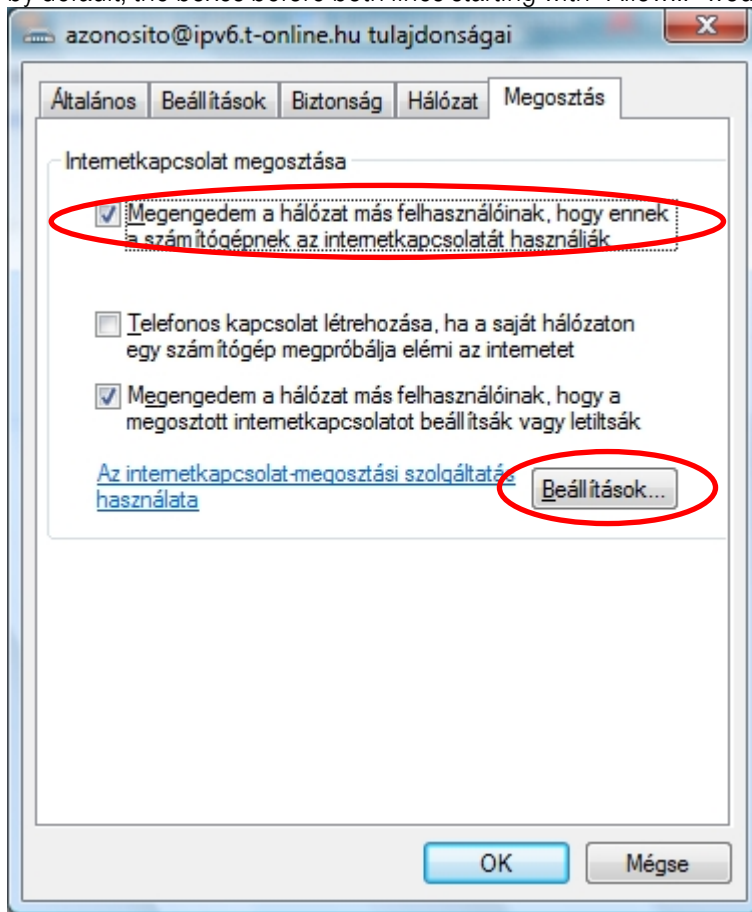 by default, the boxes before both lines starting with "Allow..."
azonosito@ipv6.t-online.hu tulajdonságai
Általános Beállítások Biztonság Hálózat Megosztás
Internetkapcsolat megosztása
Megengedem a hálózat más felhasználóinak, hogy ennek
a számítógépnek az internetkapcsolatát használják
Telefonos kapcsolat létrehozása, ha a saját hálózaton
egy számítógép megpróbálja elérni az internetet
Megengedem a hálózat más felhasználóinak, hogy a
megosztott internetkapcsolatot beállítsák vagy letiltsák
Az internetkapcsolat-megosztási szolgáltatás
használata
Beállítások...
OK Mégse